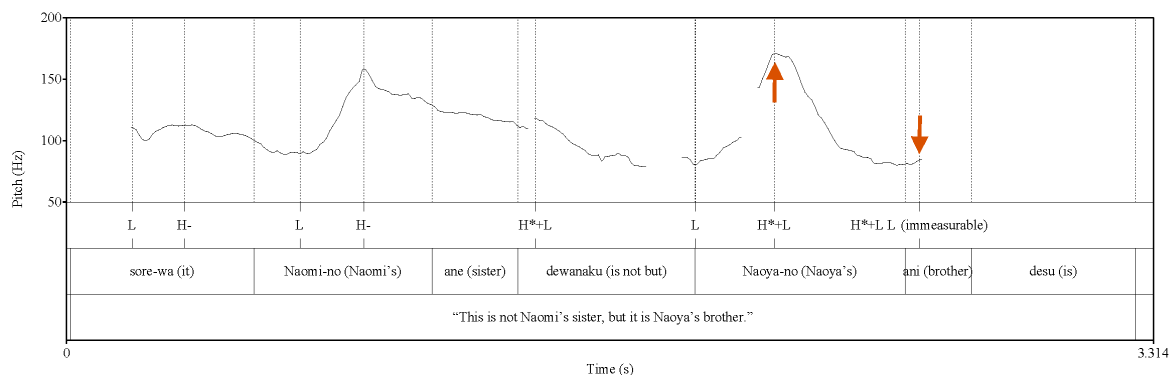 200
150
100
50
Pitch (Hz)
L H- L H- H*+L L H*+L H*+L L (immeasurable)
sore-wa (it) Naomi-no (Naomi's) ane (sister) dewanaku (is not but) Naoya-no (Naoya's) ani (brother) desu (is)
"This is not Naomi's sister, but it is Naoya's brother."
0 3.314
Time (s)